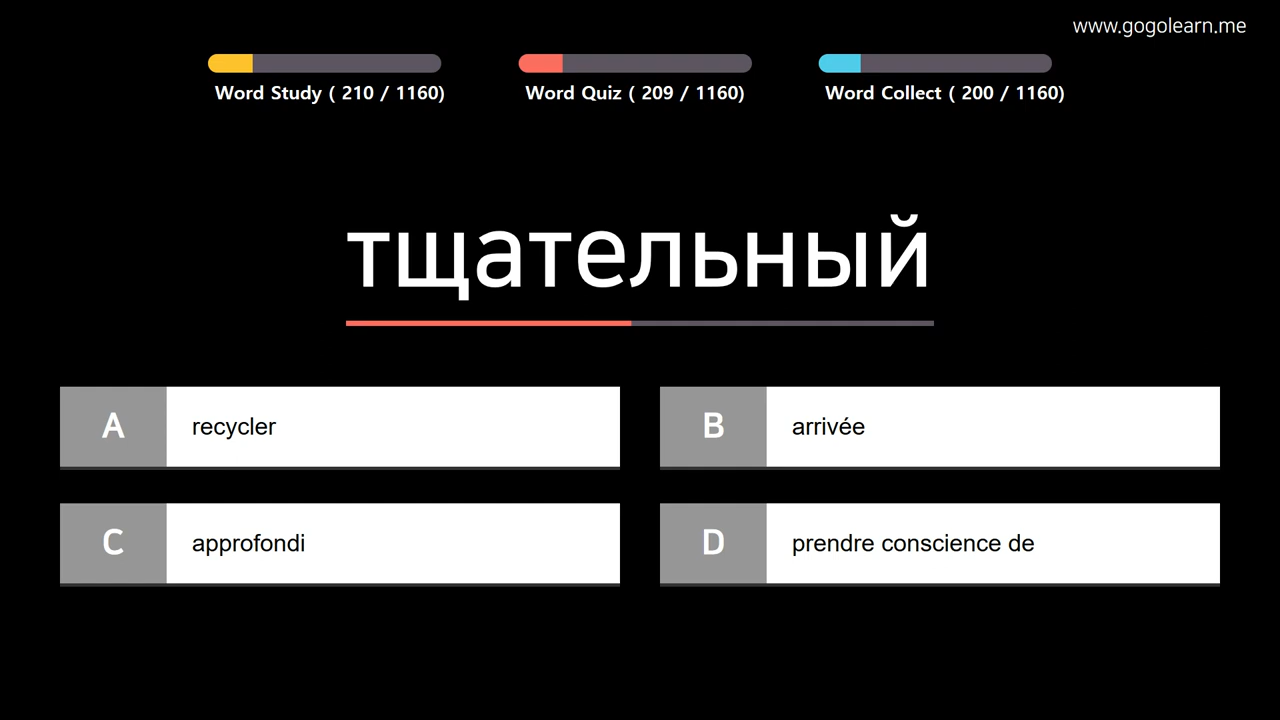 www.gogolearn.me
Word Study ( 210 / 1160)
Word Quiz ( 209 / 1160)
Word Collect ( 200 / 1160)
тщательный
A recycler
B arrivée
C approfondi
D prendre conscience de